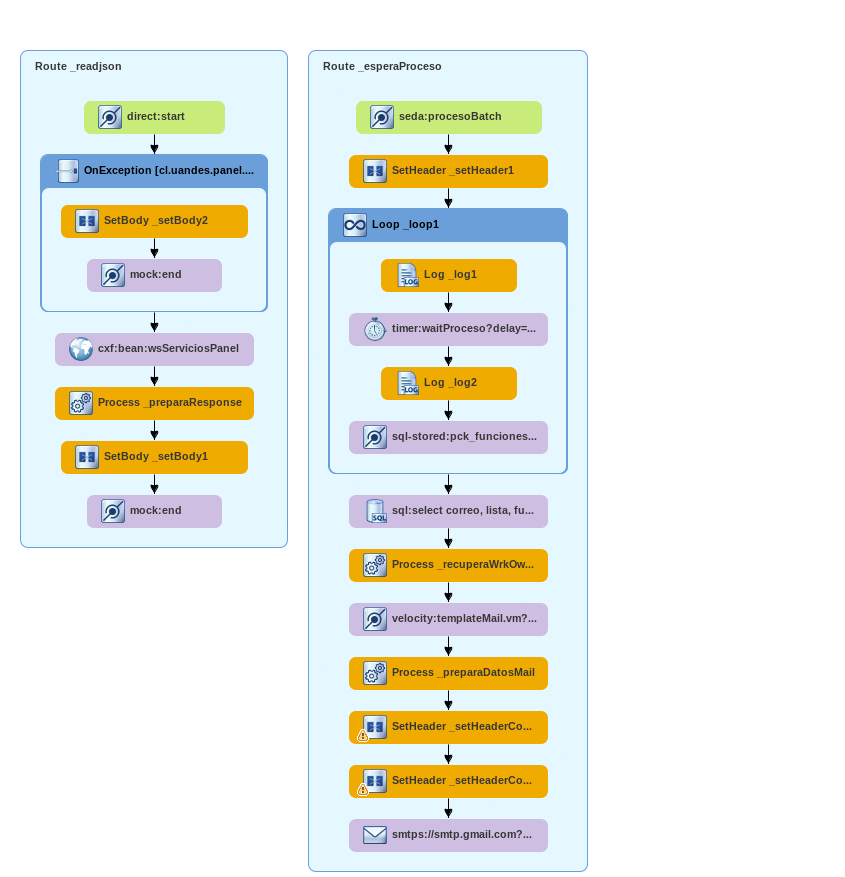 Route _readjson
direct:start
OnException [cl.uandes.panel....
SetBody _setBody2
mock:end
cxf:bean:wsServiciosPanel
Process _preparaResponse
SetBody _setBody1
mock:end
Route _esperaProceso
seda:procesoBatch
SetHeader _setHeader1
Loop _loop1
LOG
Log _log1
timer:waitProceso?delay=...
LOG
Log _log2
sql-stored:pck_funciones...
SQL
sql:select correo, lista, fu...
Process _recuperaWrkOw...
velocity:templateMail.vm?...
Process _preparaDatosMail
SetHeader _setHeaderCo...
SetHeader _setHeaderCo...
smtps://smtp.gmail.com?...